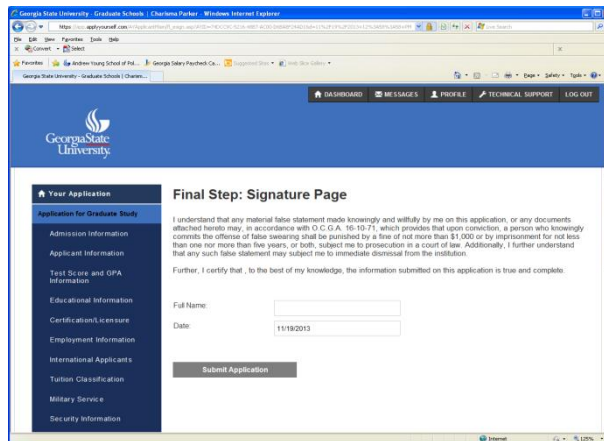 Georgia State University - Graduate Schools | Charisma Parker - Windows Internet Explorer
File Edit View Favorites Tools Help
x Convert Select x
Favorites Andrew Young School of Pol... Georgia Salary Paycheck Ca... Suggested Sites Web Slice Gallery
Georgia State University - Graduate Schools | Charism...
Page Safety Tools
DASHBOARD MESSAGES PROFILE TECHNICAL SUPPORT LOG OUT
GeorgiaState
University
Your Application
Application for Graduate Study
Admission Information
Applicant Information
Test Score and GPA
Information
Educational Information
Certification/Licensure
Employment Information
International Applicants
Tuition Classification
Military Service
Security Information
Final Step: Signature Page
I understand that any material false statement made knowingly and willfully by me on this application, or any documents
attached hereto may, in accordance with O.C.G.A. 16-10-71, which provides that upon conviction, a person who knowingly
commits the offense of false swearing shall be punished by a fine of not more than $1,000 or by imprisonment for not less
than one nor more than five years, or both, subject me to prosecution in a court of law. Additionally, I further understand
that any such false statement may subject me to immediate dismissal from the institution.
Further, I certify that , to the best of my knowledge, the information submitted on this application is true and complete.
Full Name:
Date: 11/19/2013
Submit Application
Internet 125%